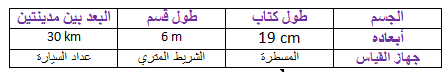 الجسم	طول كتاب	طول قسم	البعد بين مدينتين
أبعاده	19 cm	6 m	30 km
جهاز القياس	المسطرة	الشريط المتري	عداد السيارة